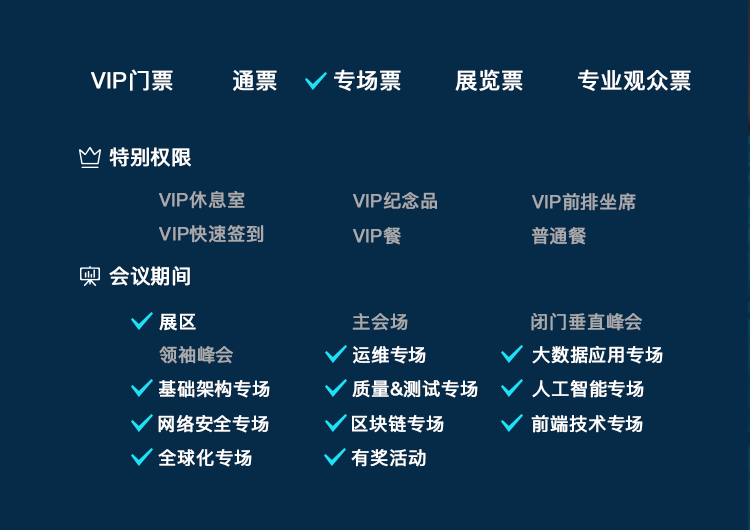 VIP门票 通票 专场票 展览票 专业观众票
特别权限
VIP休息室 VIP纪念品 VIP前排坐席
VIP快速签到 VIP餐 普通餐
会议期间
展区 主会场 闭门垂直峰会
领袖峰会 运维专场 大数据应用专场
基础架构专场 质量&测试专场 人工智能专场
网络安全专场 区块链专场 前端技术专场
全球化专场 有奖活动